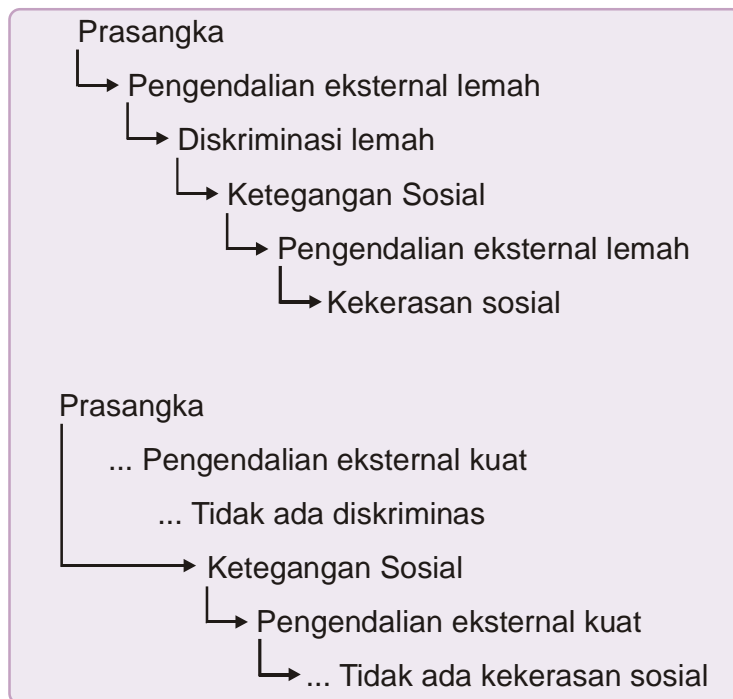 Prasangka
Pengendalian eksternal lemah
Diskriminasi lemah
Ketegangan Sosial
Pengendalian eksternal lemah
Kekerasan sosial
Prasangka
... Pengendalian eksternal kuat
... Tidak ada diskriminas
Ketegangan Sosial
Pengendalian eksternal kuat
... Tidak ada kekerasan sosial